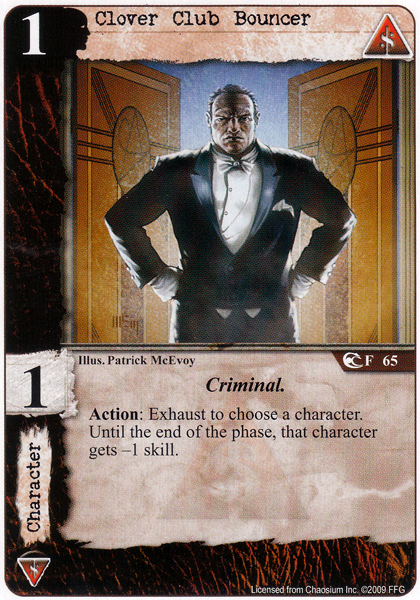 1
Clover Club Bouncer
Illus. Patrick McEvoy
F 65
1
Criminal.
Action: Exhaust to choose a character.
Until the end of the phase, that character
gets –1 skill.
Character
Licensed from Chaosium Inc. ©2009 FFG